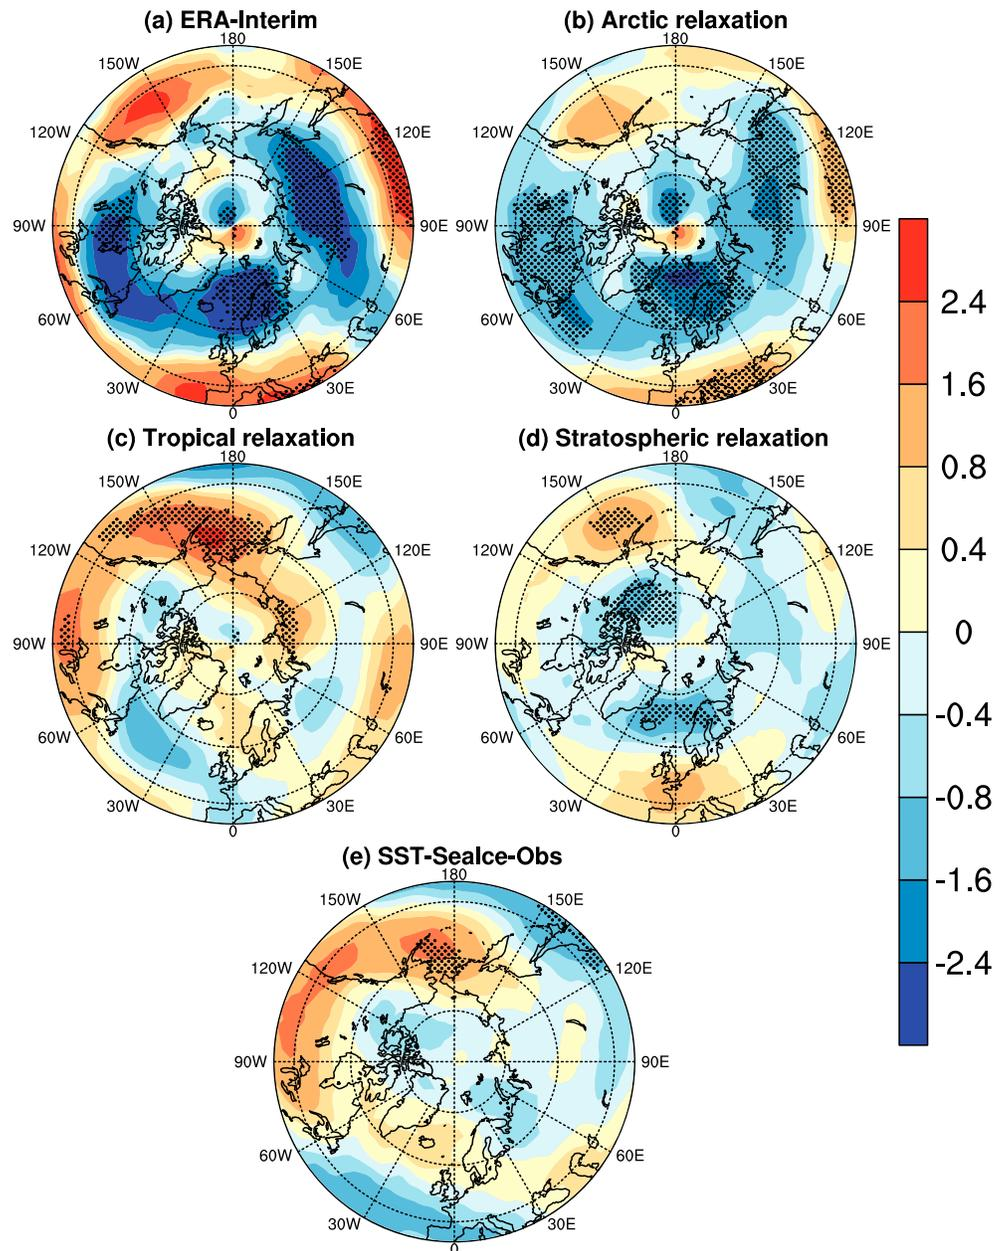 (a) ERA-Interim
(b) Arctic relaxation
180
180
150W
150E
150W
150E
120W
120E
120W
120E
90W
90E
90W
90E
60W
60E
60W
60E
30W
30E
30W
30E
0
0
(c) Tropical relaxation
(d) Stratospheric relaxation
180
180
150W
150E
150W
150E
120W
120E
120W
120E
90W
90E
90W
90E
60W
60E
60W
60E
30W
30E
30W
30E
0
0
(e) SST-SeaIce-Obs
180
150W
150E
120W
120E
90W
90E
60W
60E
30W
30E
0
2.4
1.6
0.8
0.4
0
-0.4
-0.8
-1.6
-2.4